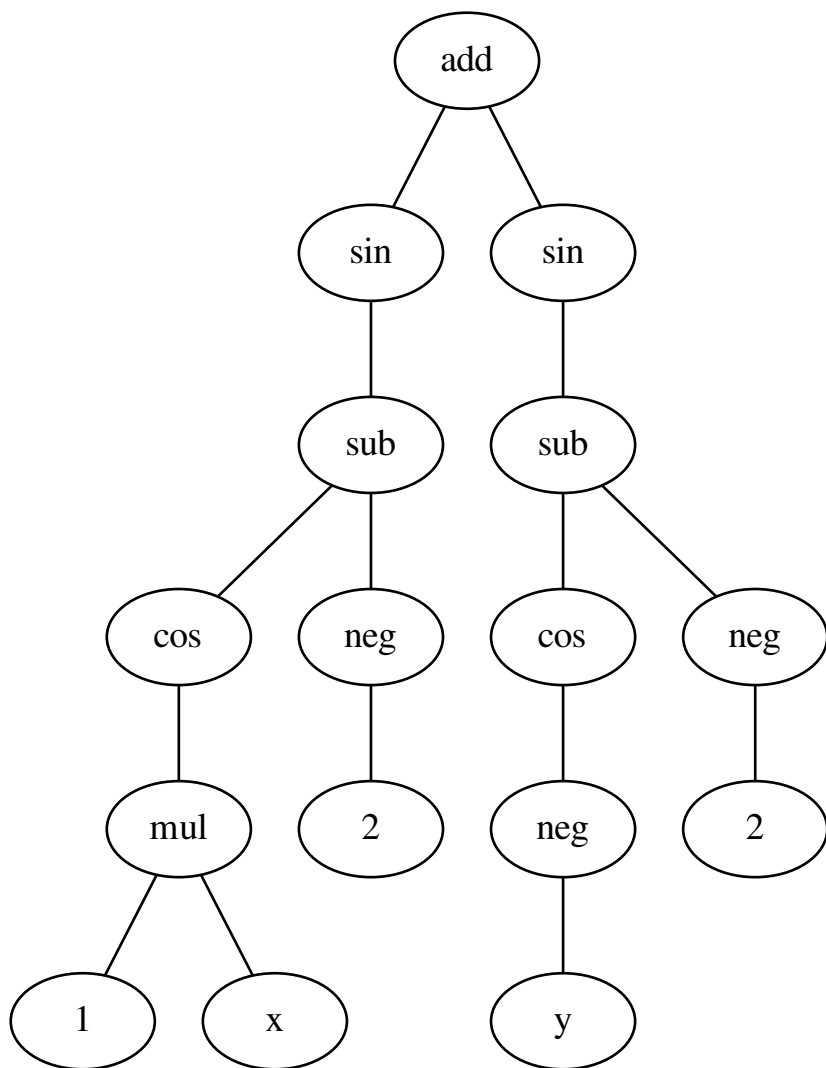 add
sin sin
sub sub
cos neg cos neg
mul 2 neg 2
1 x y